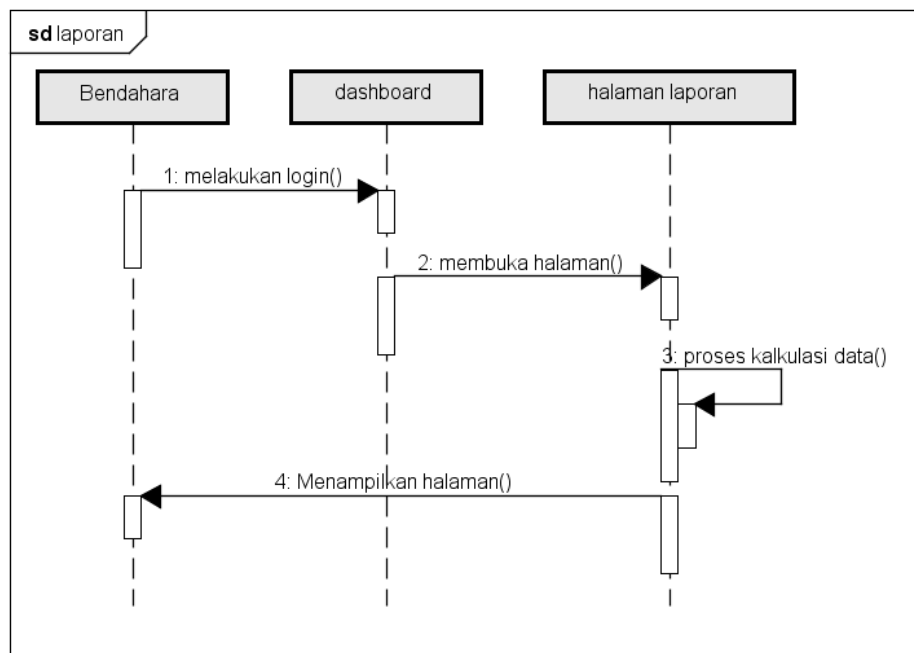 sd laporan
Bendahara
dashboard
halaman laporan
1: melakukan login()
2: membuka halaman()
3: proses kalkulasi data()
4: Menampilkan halaman()